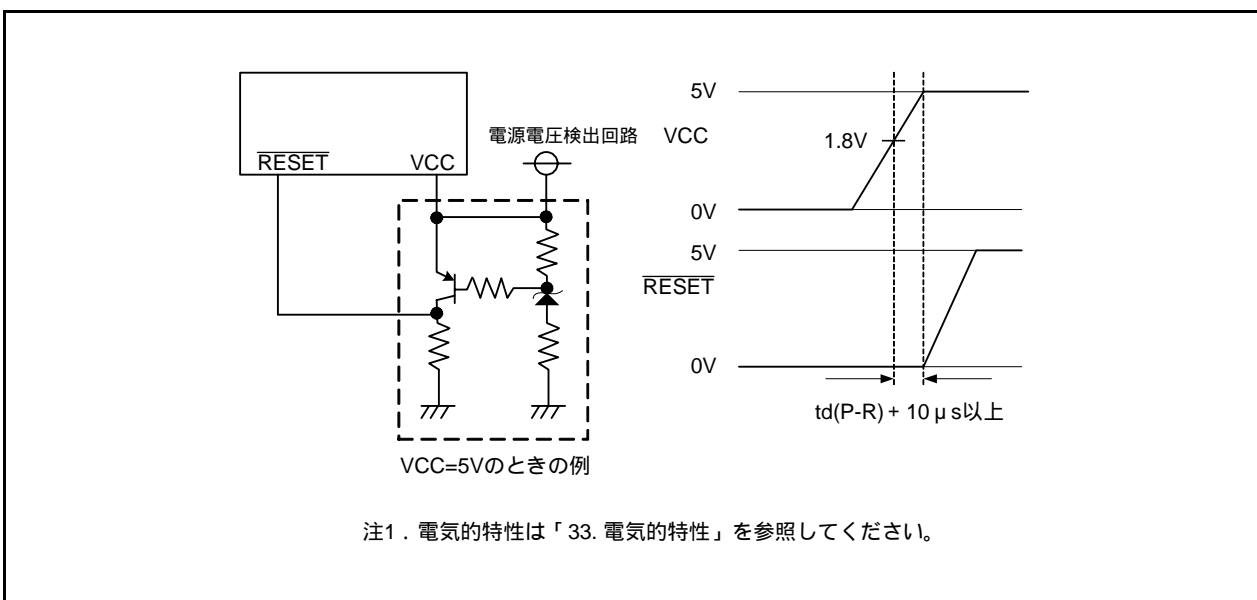 RESET VCC
電源電圧検出回路
VCC=5Vのときの例
5V
VCC 1.8V
0V
5V
RESET
0V
td(P-R) + 10 μ s以上
注1．電気的特性は「33. 電気的特性」を参照してください。